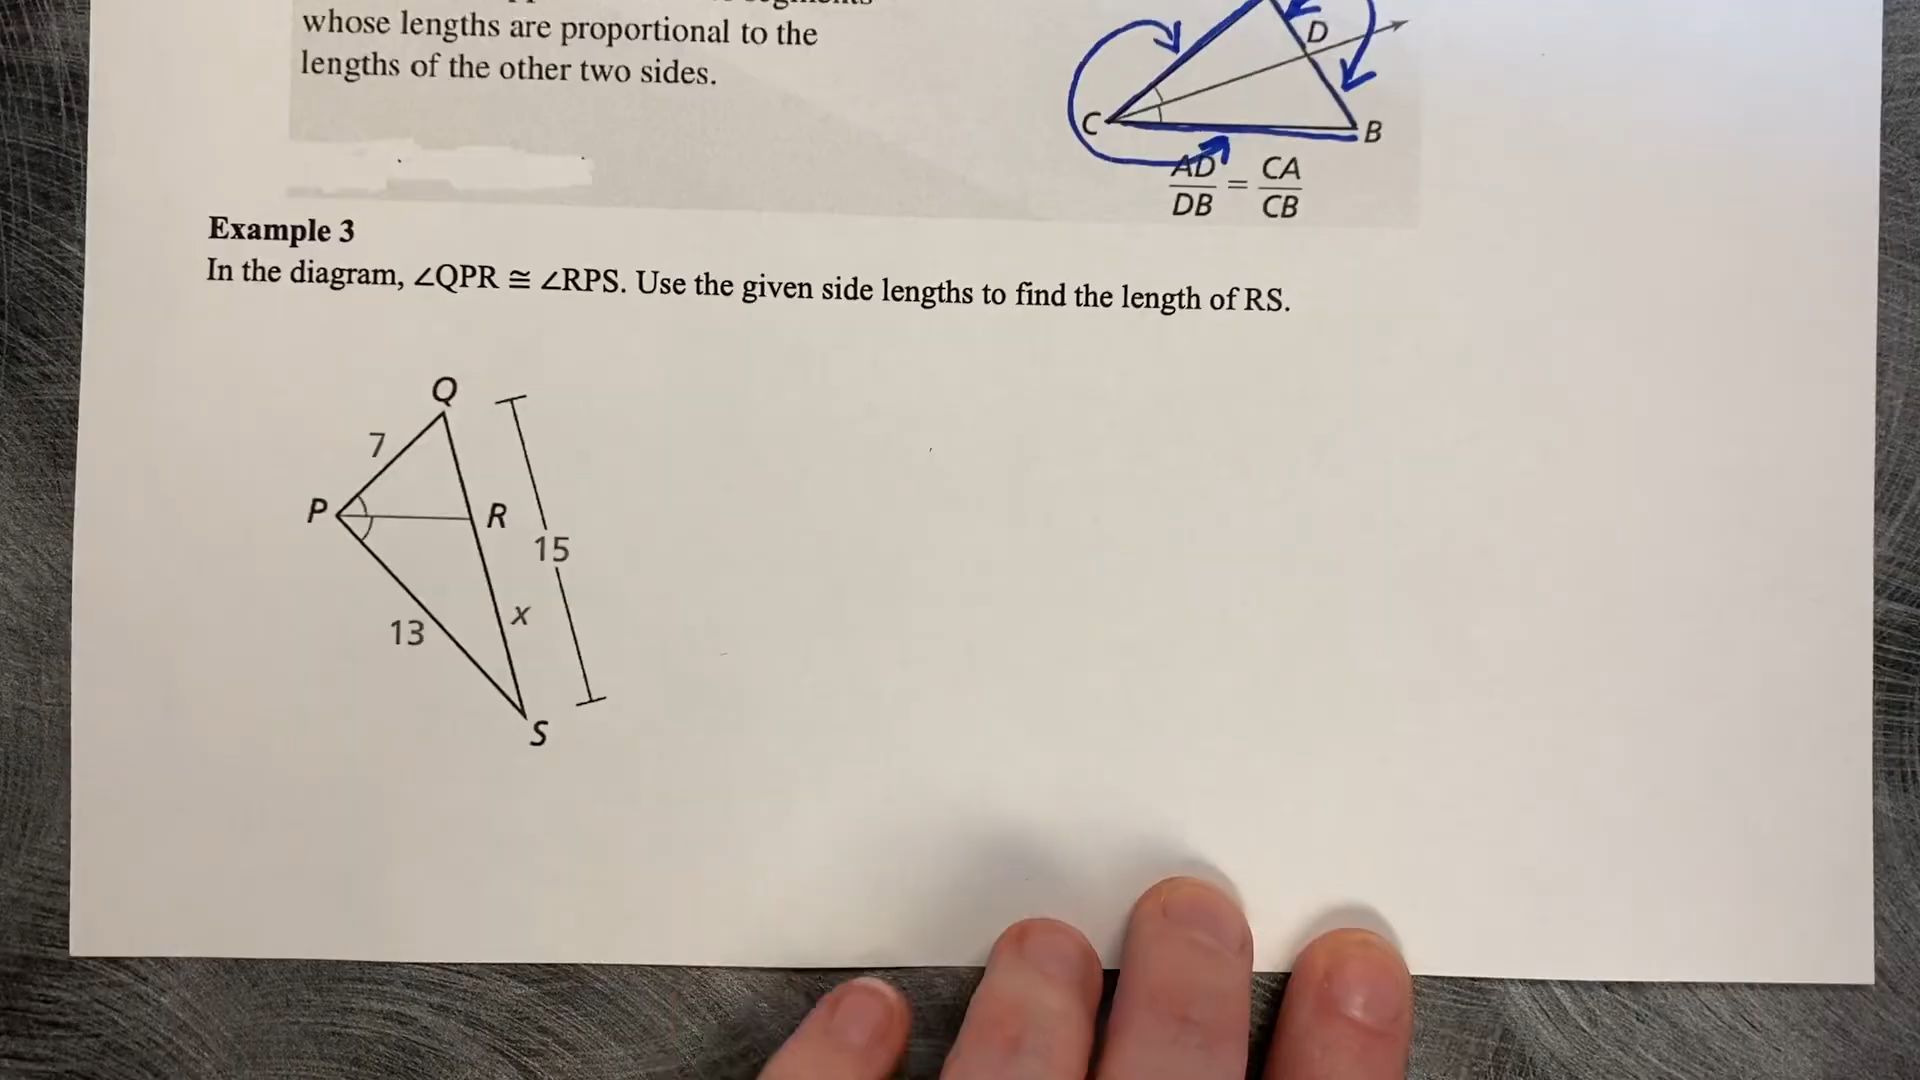 whose lengths are proportional to the
lengths of the other two sides.
D
C
B
AD/DB = CA/CB
Example 3
In the diagram, ∠QPR ≅ ∠RPS. Use the given side lengths to find the length of RS.
Q
7
P
R
15
13
x
S